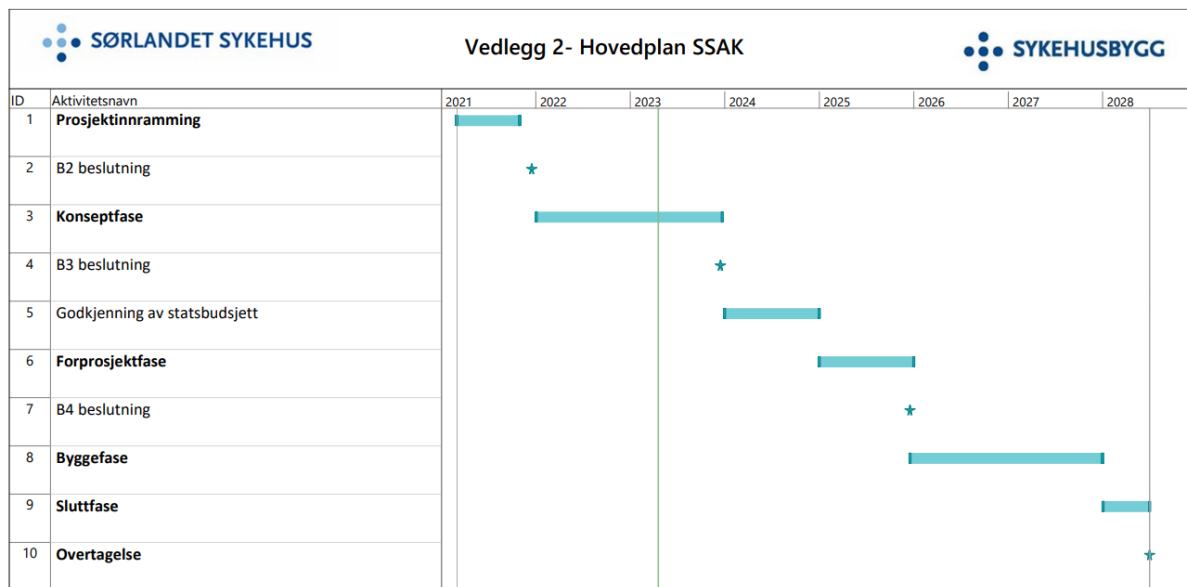 SØRLANDET SYKEHUS
Vedlegg 2- Hovedplan SSAK
SYKEHUSBYGG
ID Aktivitetsnavn 2021 2022 2023 2024 2025 2026 2027 2028
1 Prosjektinnramming
2 B2 beslutning
3 Konseptfase
4 B3 beslutning
5 Godkjenning av statsbudsjett
6 Forprosjektfase
7 B4 beslutning
8 Byggefase
9 Sluttfase
10 Overtagelse